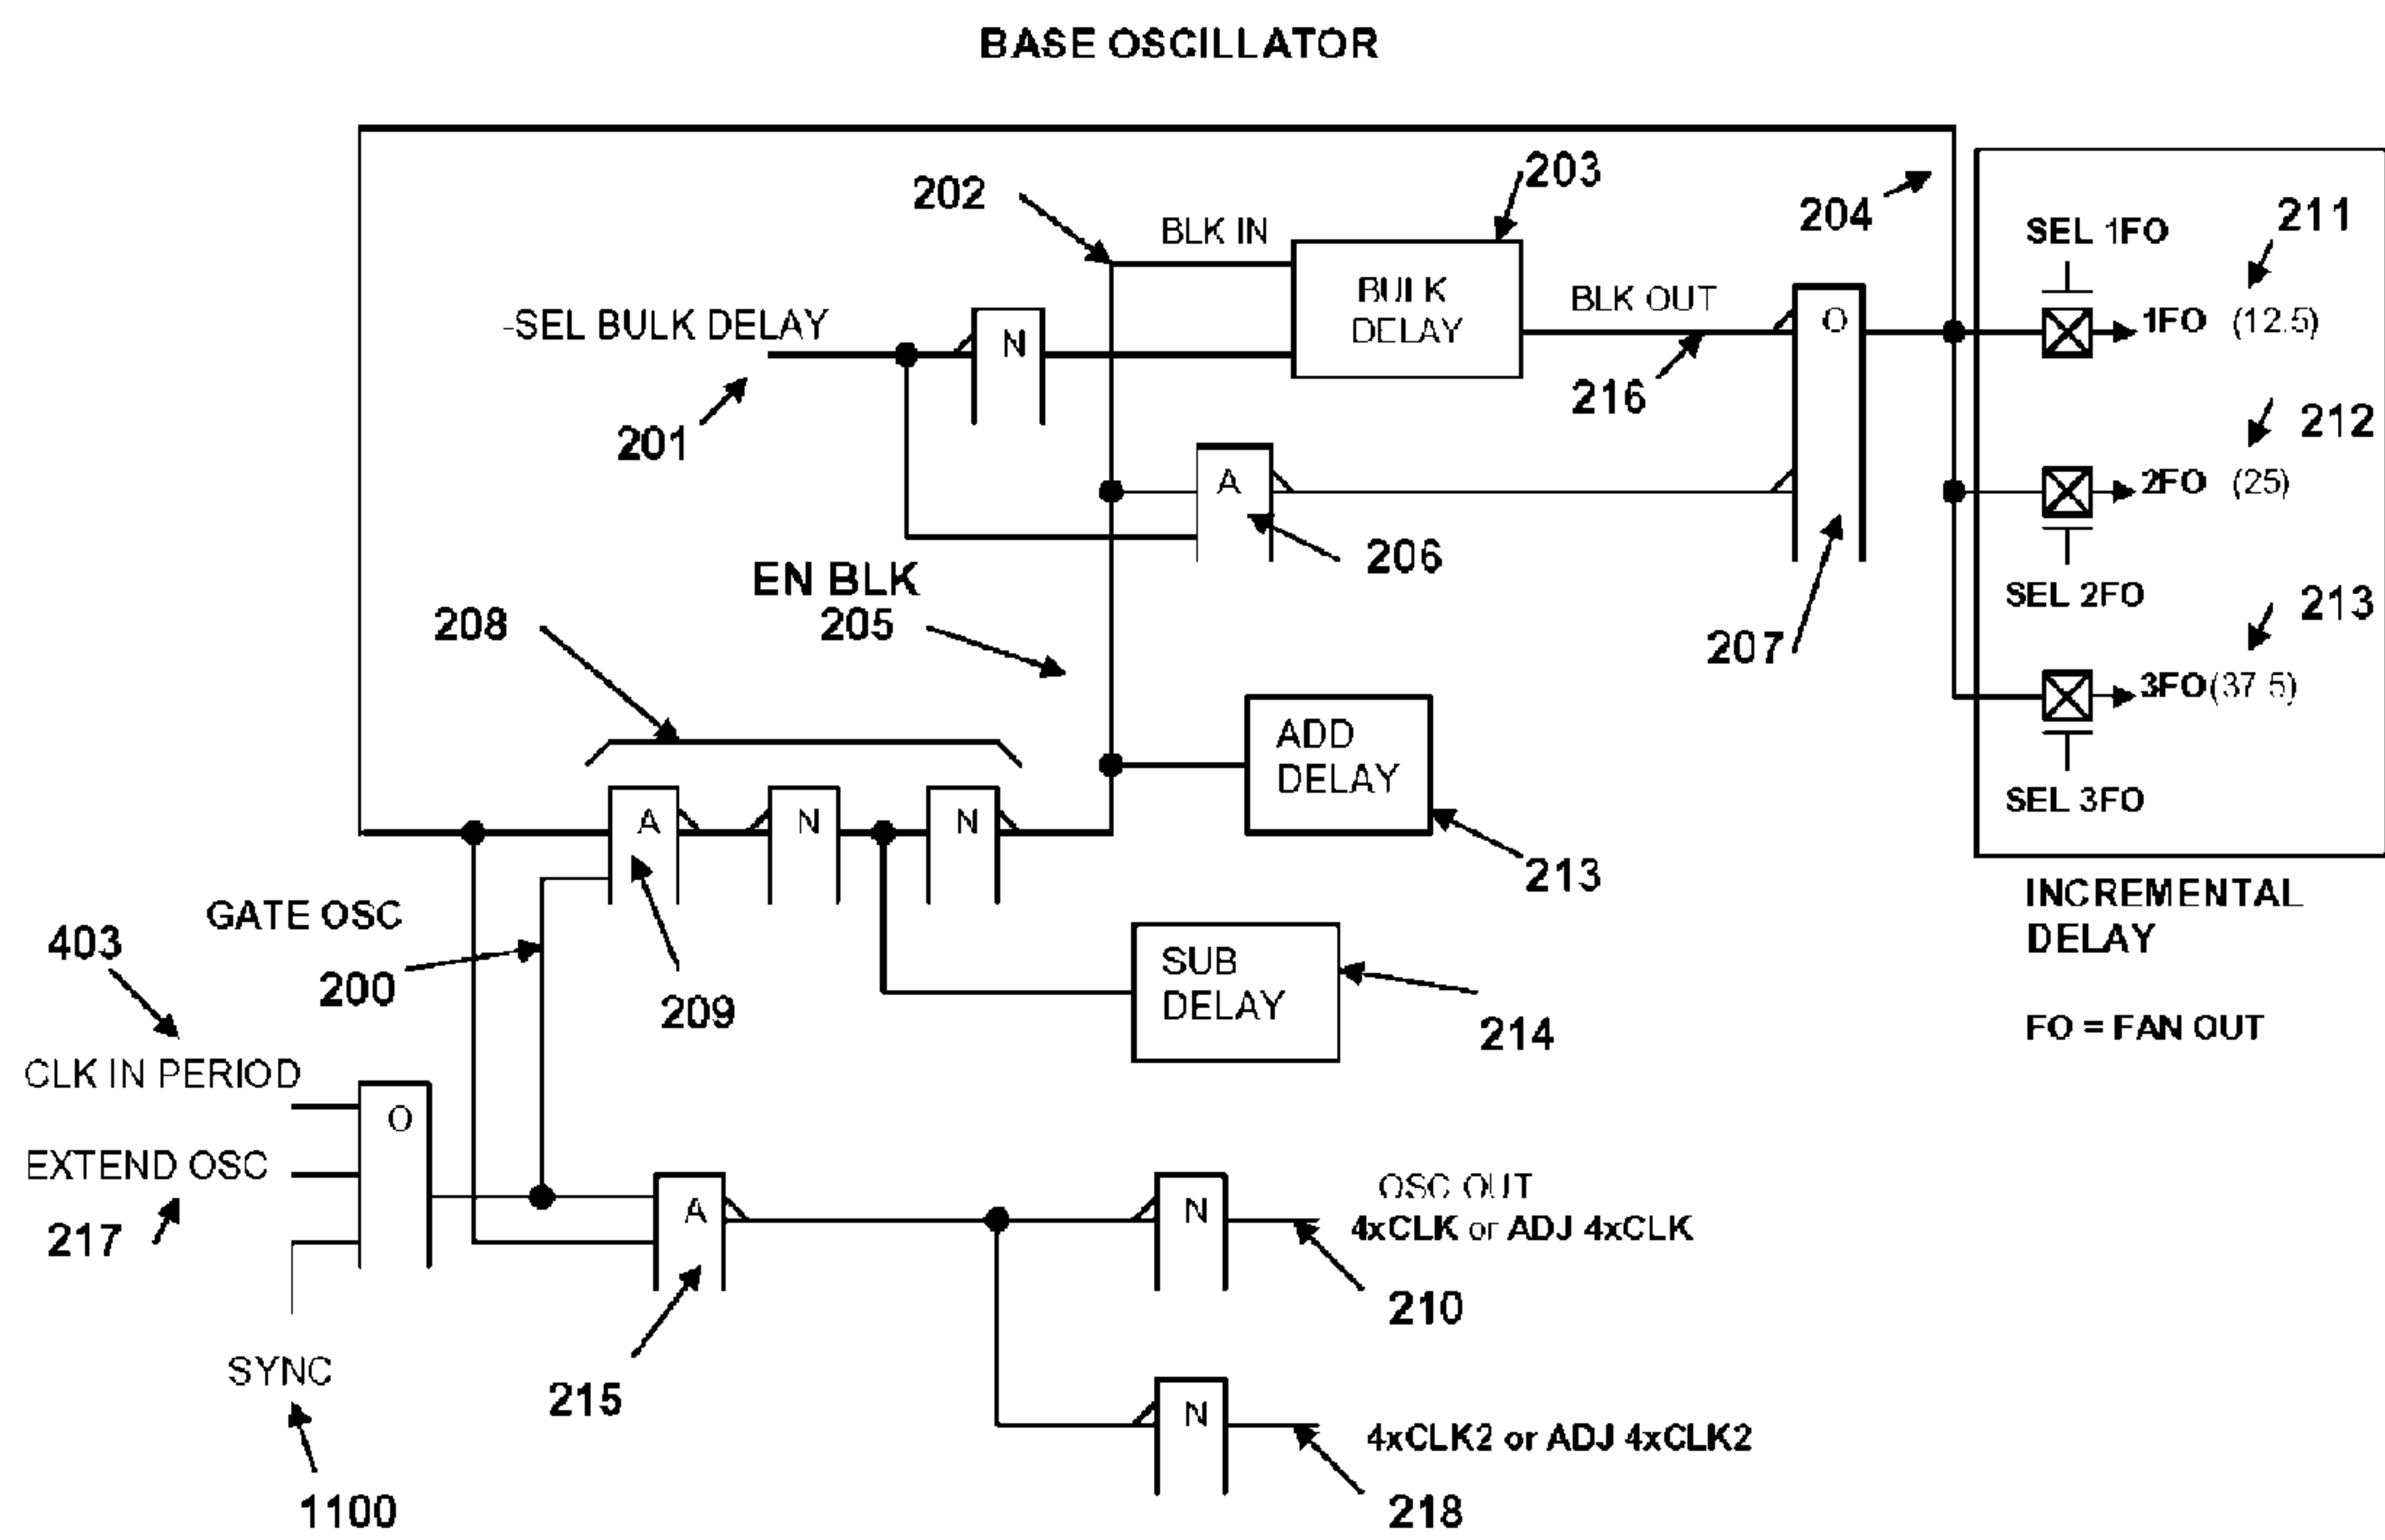 BASE OSCILLATOR
202
BLK IN
203
204
SEL 1FO
211
-SEL BULK DELAY
N
BULK
DELAY
BLK OUT
O
1FO (12.5)
201
216
212
A
2FO (25)
206
EN BLK
205
SEL 2FO
208
207
213
3FO(37 5)
ADD
DELAY
SEL 3FO
A
N
N
213
GATE OSC
INCREMENTAL
DELAY
403
200
209
SUB
DELAY
214
FO = FAN OUT
CLK IN PERIOD
O
EXTEND OSC
217
A
N
OSC OUT
4xCLK or ADJ 4xCLK
210
SYNC
215
N
4xCLK2 or ADJ 4xCLK2
1100
218